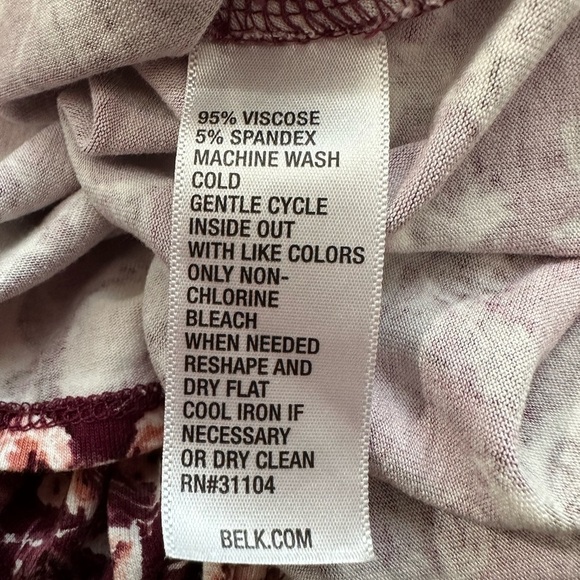 95% VISCOSE
5% SPANDEX
MACHINE WASH
COLD
GENTLE CYCLE
INSIDE OUT
WITH LIKE COLORS
ONLY NON-
CHLORINE
BLEACH
WHEN NEEDED
RESHAPE AND
DRY FLAT
COOL IRON IF
NECESSARY
OR DRY CLEAN
RN#31104
BELK.COM